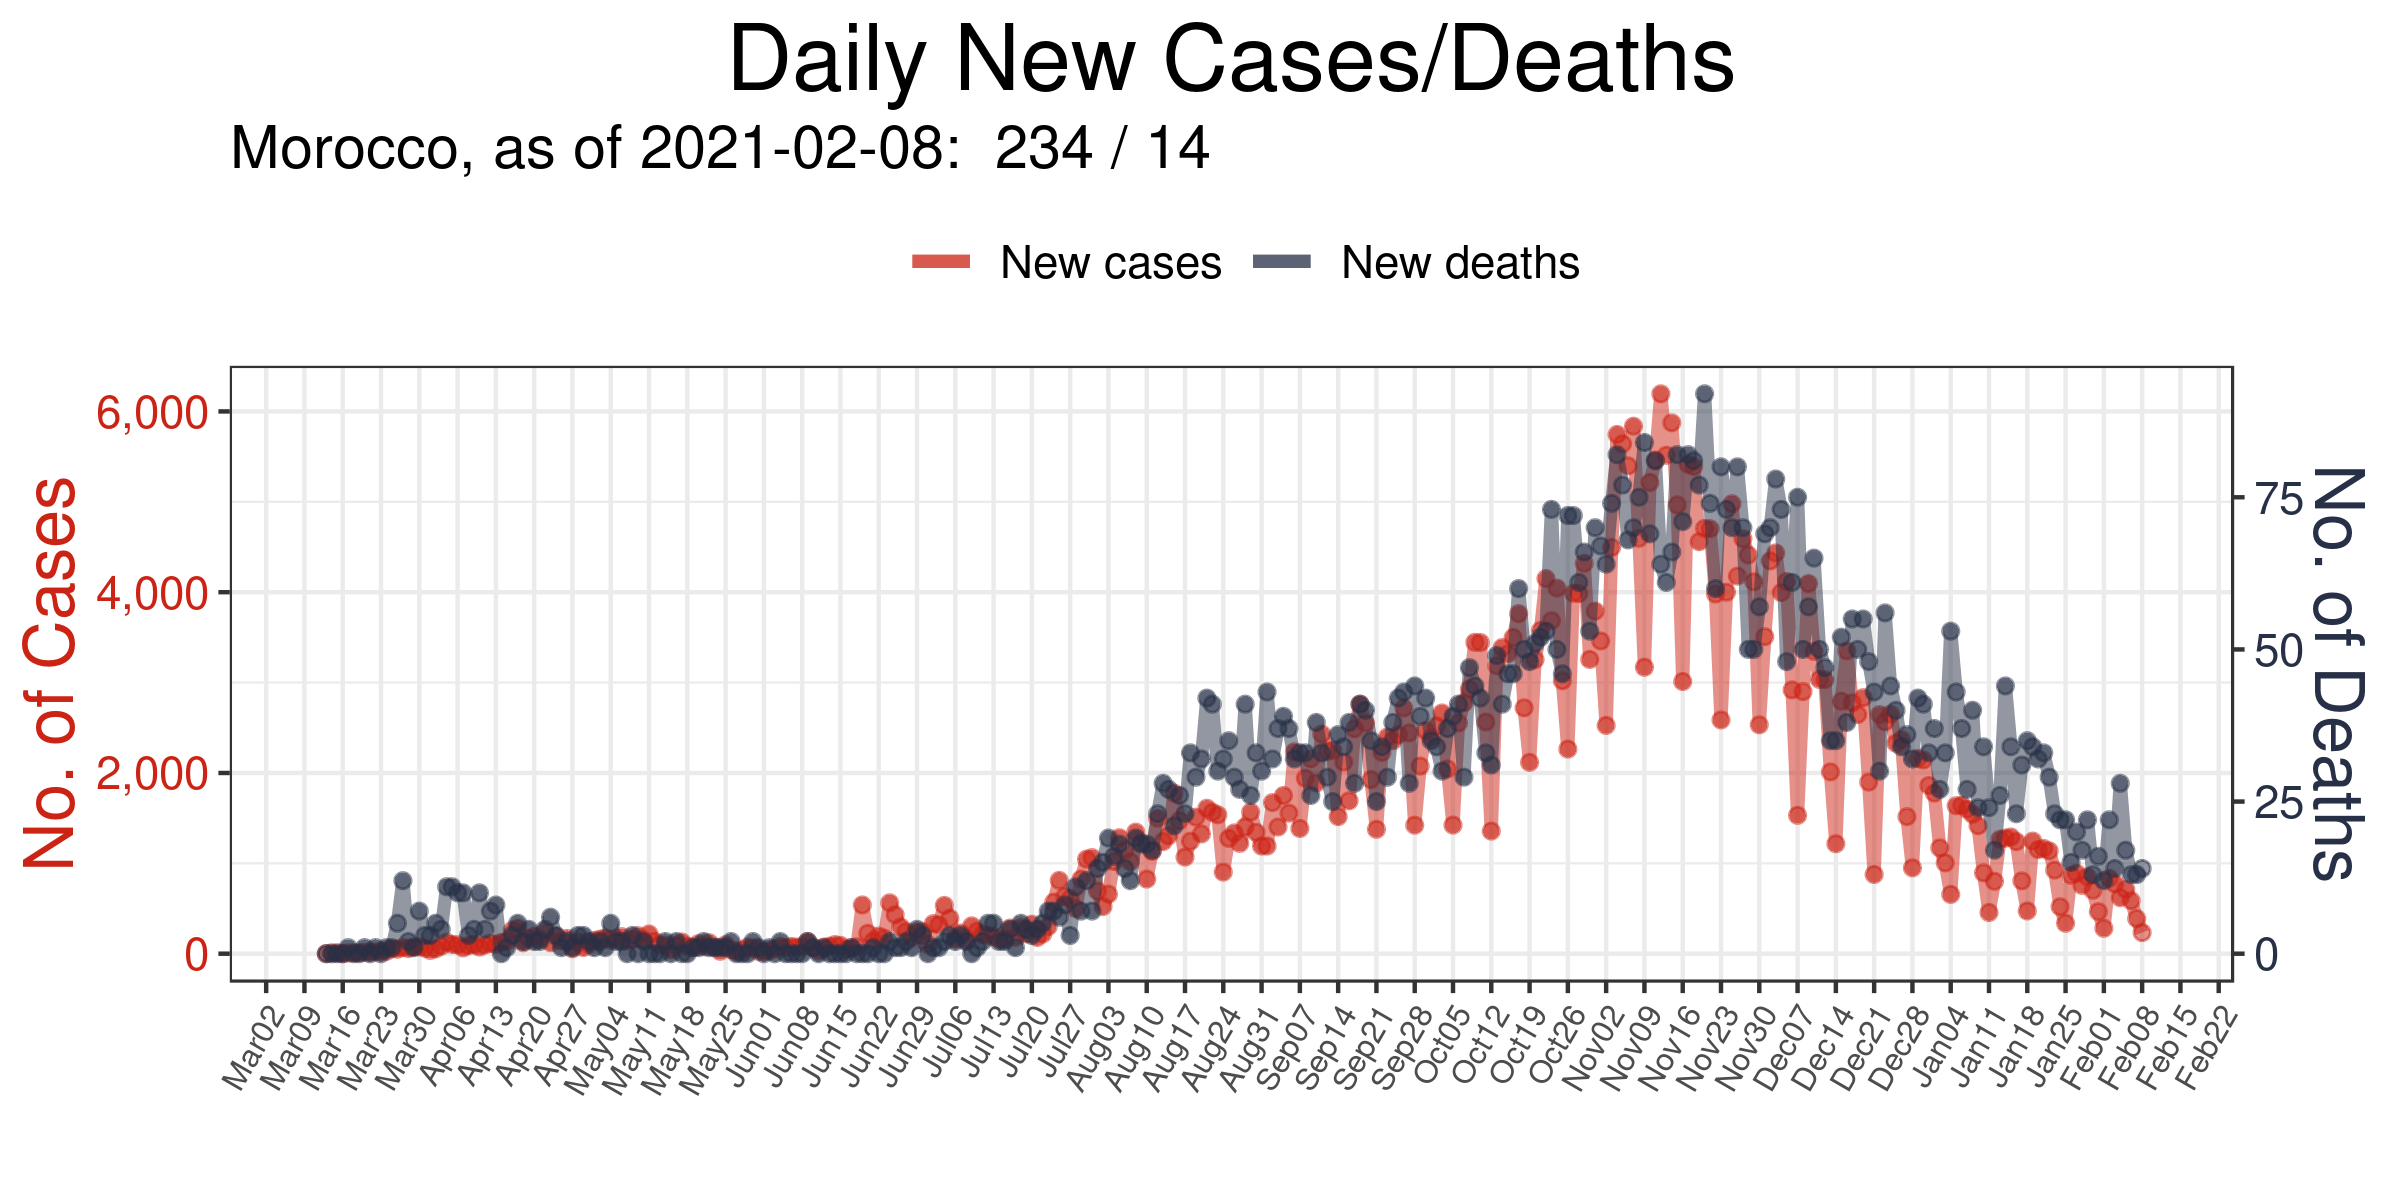 Daily New Cases/Deaths
Morocco, as of 2021-02-08:  234 / 14
New cases
New deaths
No. of Cases
6,000
4,000
2,000
0
75
50
25
0
No. of Deaths
Mar02
Mar09
Mar16
Mar23
Mar30
Apr06
Apr13
Apr20
Apr27
May04
May11
May18
May25
Jun01
Jun08
Jun15
Jun22
Jun29
Jul06
Jul13
Jul20
Jul27
Aug03
Aug10
Aug17
Aug24
Aug31
Sep07
Sep14
Sep21
Sep28
Oct05
Oct12
Oct19
Oct26
Nov02
Nov09
Nov16
Nov23
Nov30
Dec07
Dec14
Dec21
Dec28
Jan04
Jan11
Jan18
Jan25
Feb01
Feb08
Feb15
Feb22